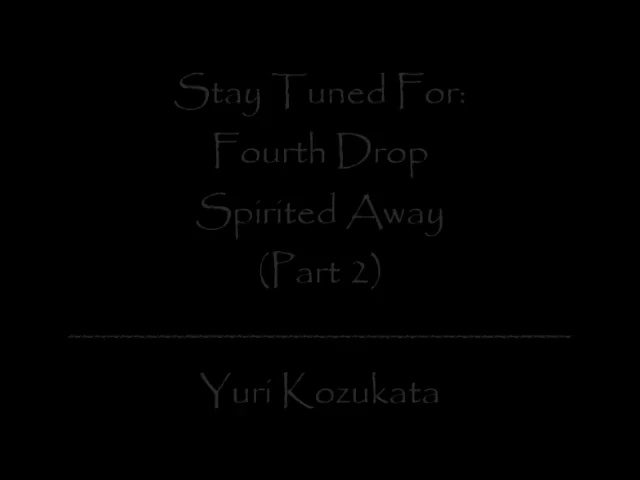 Stay Tuned For:
Fourth Drop
Spirited Away
(Part 2)
Yuri Kozukata